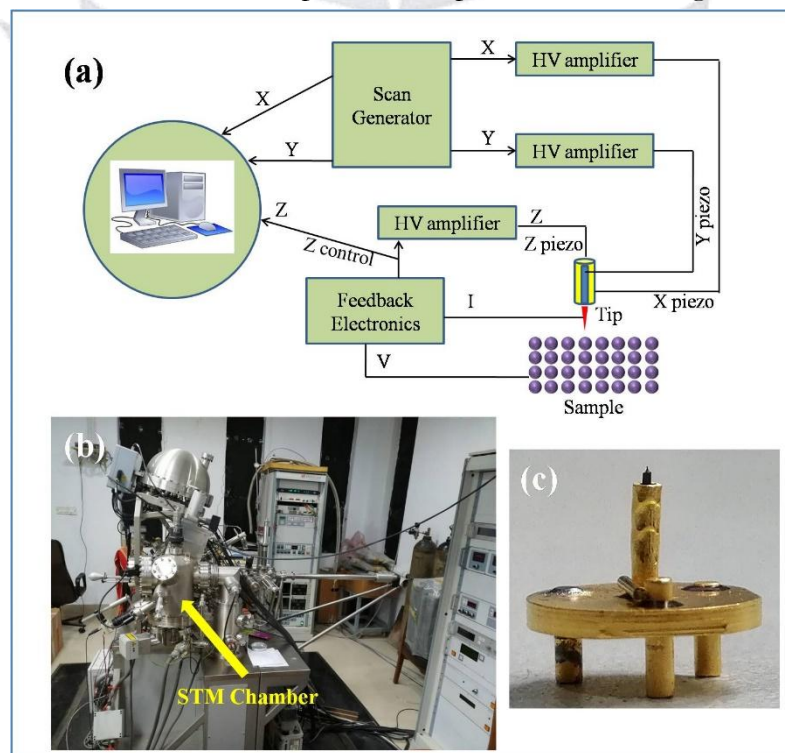 (a)
X
HV amplifier
Scan
Generator
X
Y
Y
HV amplifier
Z
HV amplifier
Z
Z control
Z piezo
Y piezo
Feedback
Electronics
I
X piezo
Tip
V
Sample
(b)
STM Chamber
(c)